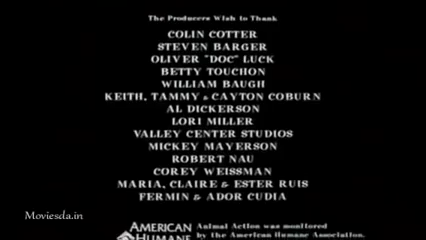 The Producers Wish to Thank
COLIN COTTER
STEVEN BARGER
OLIVER "DOC" LUCK
BETTY TOUCHON
WILLIAM BAUGH
KEITH, TAMMY & CAYTON COBURN
AL DICKERSON
LORI MILLER
VALLEY CENTER STUDIOS
MICKEY MAYERSON
ROBERT NAU
COREY WEISSMAN
MARIA, CLAIRE & ESTER RUIS
FERMIN & ADOR CUDIA
AMERICAN HUMANE
Animal Action was monitored
by the American Humane Association.
Moviesda.in